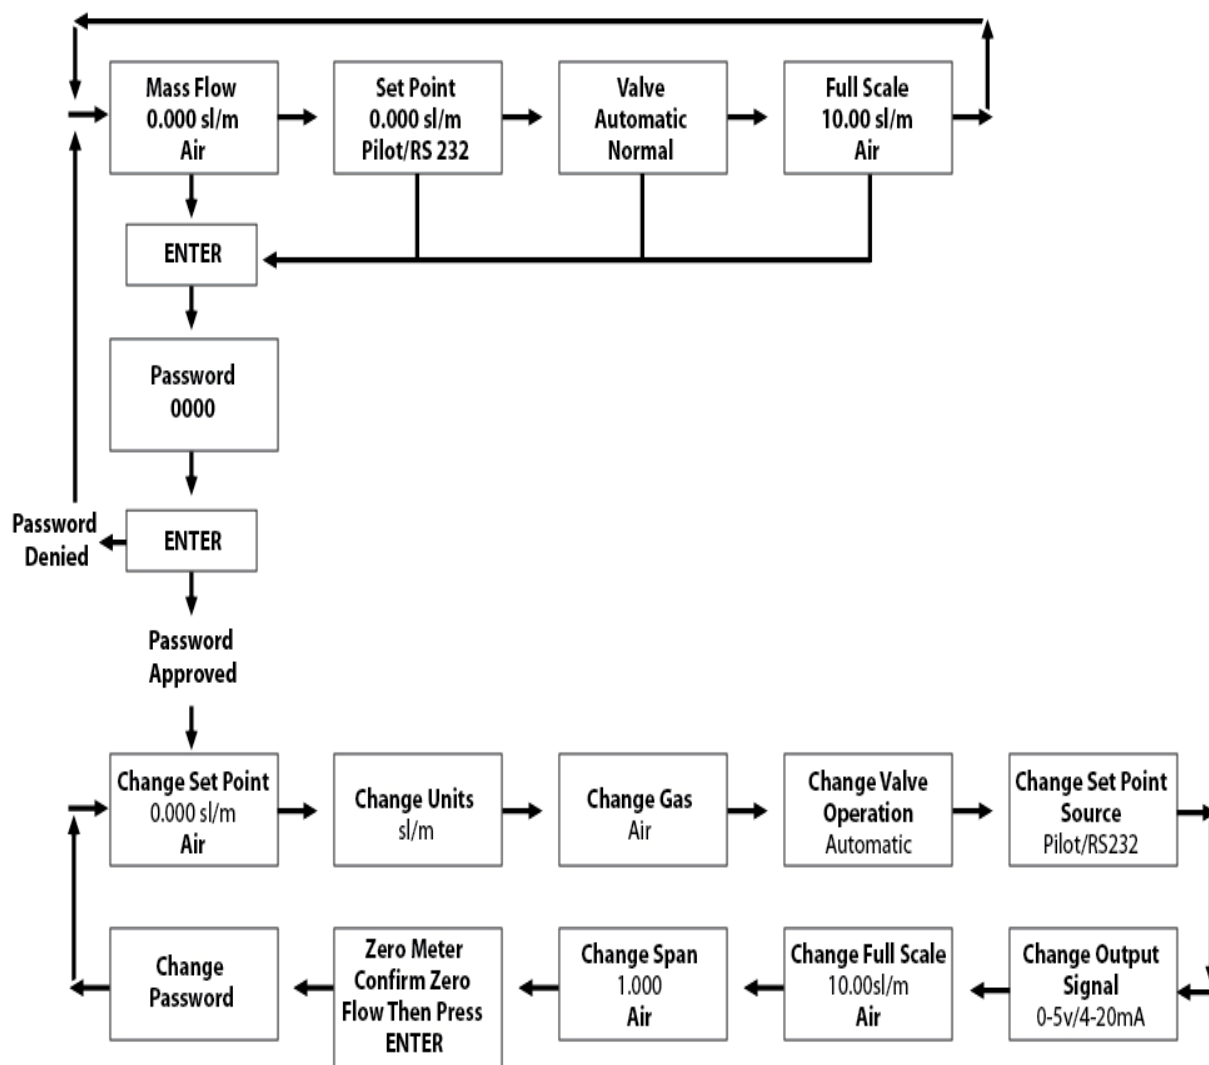 Mass Flow
0.000 sl/m
Air
Set Point
0.000 sl/m
Pilot/RS 232
Valve
Automatic
Normal
Full Scale
10.00 sl/m
Air
ENTER
Password
0000
Password
Denied
ENTER
Password
Approved
Change Set Point
0.000 sl/m
Air
Change Units
sl/m
Change Gas
Air
Change Valve
Operation
Automatic
Change Set Point
Source
Pilot/RS232
Change
Password
Zero Meter
Confirm Zero
Flow Then Press
ENTER
Change Span
1.000
Air
Change Full Scale
10.00sl/m
Air
Change Output
Signal
0-5v/4-20mA